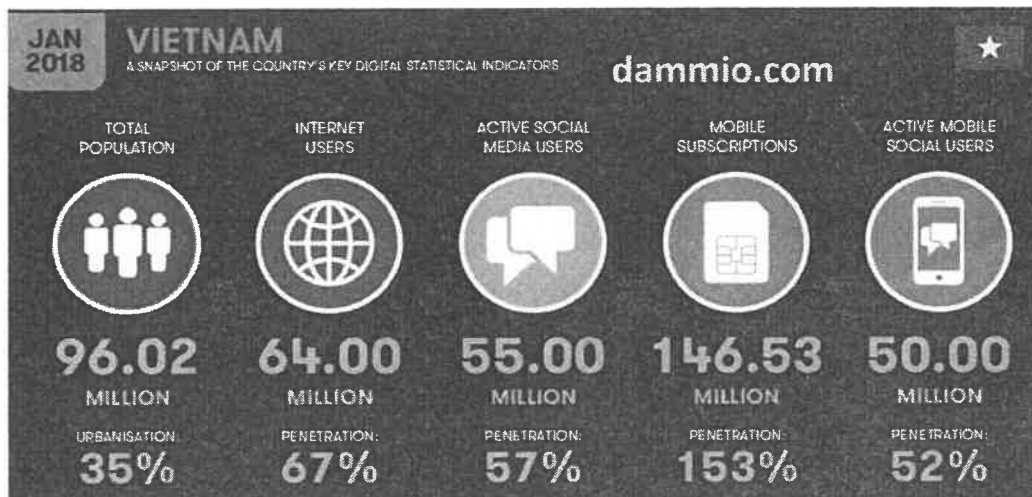 JAN
2018
VIETNAM
A SNAPSHOT OF THE COUNTRY'S KEY DIGITAL STATISTICAL INDICATORS
dammio.com
TOTAL
POPULATION
INTERNET
USERS
ACTIVE SOCIAL
MEDIA USERS
MOBILE
SUBSCRIPTIONS
ACTIVE MOBILE
SOCIAL USERS
96.02
MILLION
64.00
MILLION
55.00
MILLION
146.53
MILLION
50.00
MILLION
URBANISATION:
35%
PENETRATION:
67%
PENETRATION:
57%
PENETRATION:
153%
PENETRATION:
52%